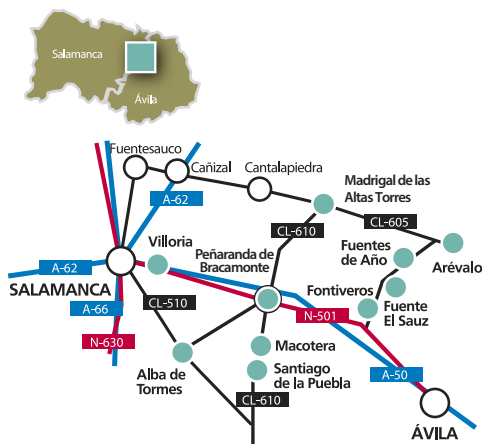 Salamanca
Ávila
Fuentesauco
Cañizal
Cantalapiedra
A-62
Madrigal de las
Altas Torres
CL-610
CL-605
Villoria
Peñaranda de
Bracamonte
Fuentes
de Año
Arévalo
A-62
SALAMANCA
CL-510
Fontiveros
Fuente
El Sauz
A-66
N-501
N-630
Macotera
Alba de
Tormes
Santiago
de la Puebla
A-50
CL-610
ÁVILA